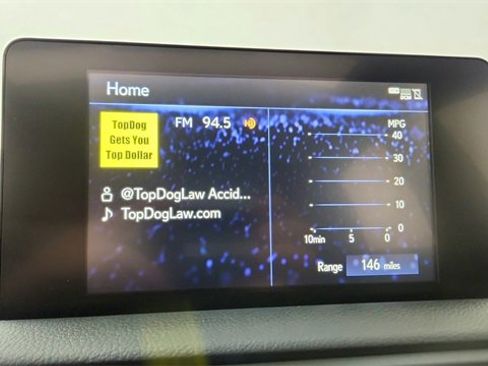 Home
TopDog
Gets You
Top Dollar
FM 94.5
@TopDogLaw Accid...
TopDogLaw.com
MPG
40
30
20
10
0
10min 5 0
Range 146 miles